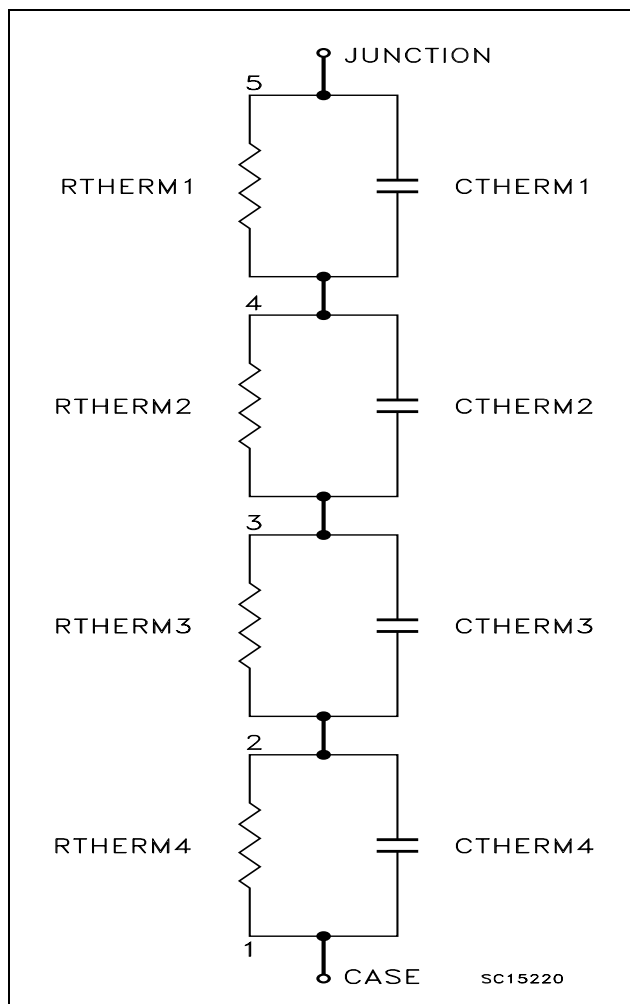 JUNCTION
5
RTHERM1 CTHERM1
4
RTHERM2 CTHERM2
3
RTHERM3 CTHERM3
2
RTHERM4 CTHERM4
1
CASE SC15220